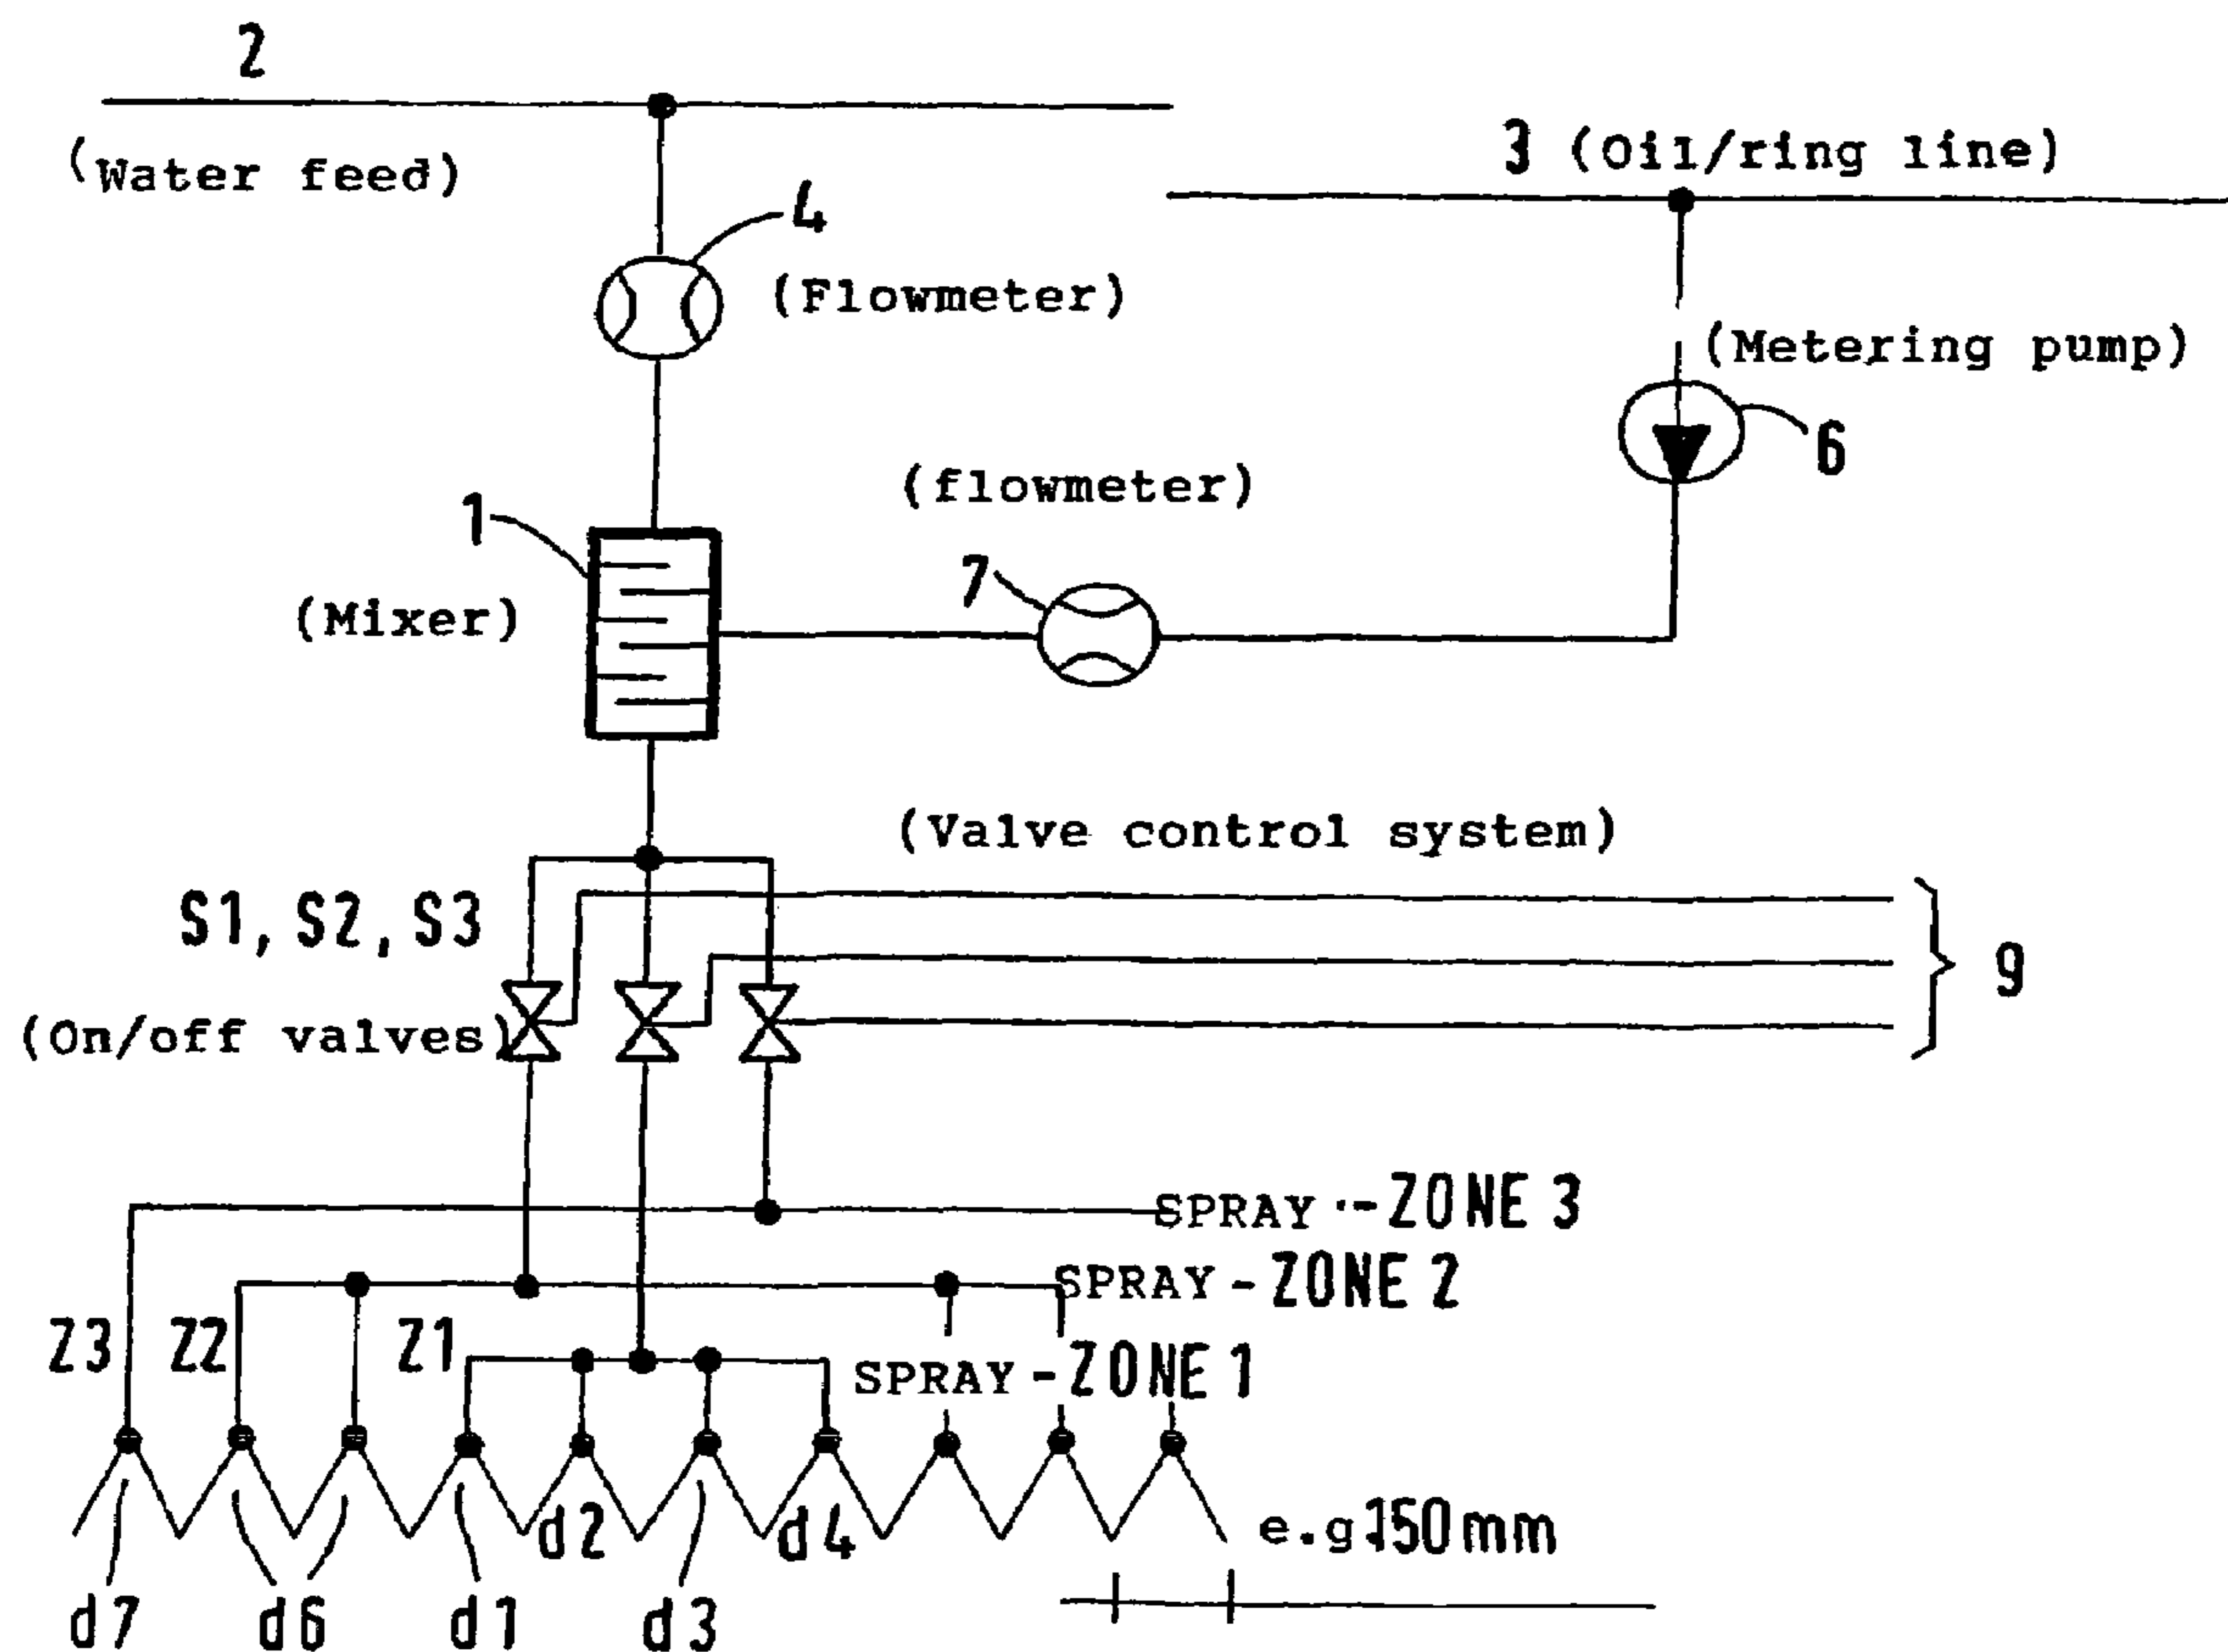 2
(Water feed)
3 (Oil/ring line)
4
(Flowmeter)
(Metering pump)
6
(flowmeter)
1
7
(Mixer)
(Valve control system)
S1, S2, S3
9
(On/off valves)
SPRAY -ZONE 3
SPRAY - ZONE 2
Z3 Z2 Z1
SPRAY - ZONE 1
d2 d4 e.g. 150mm
d7 d6 d1 d3